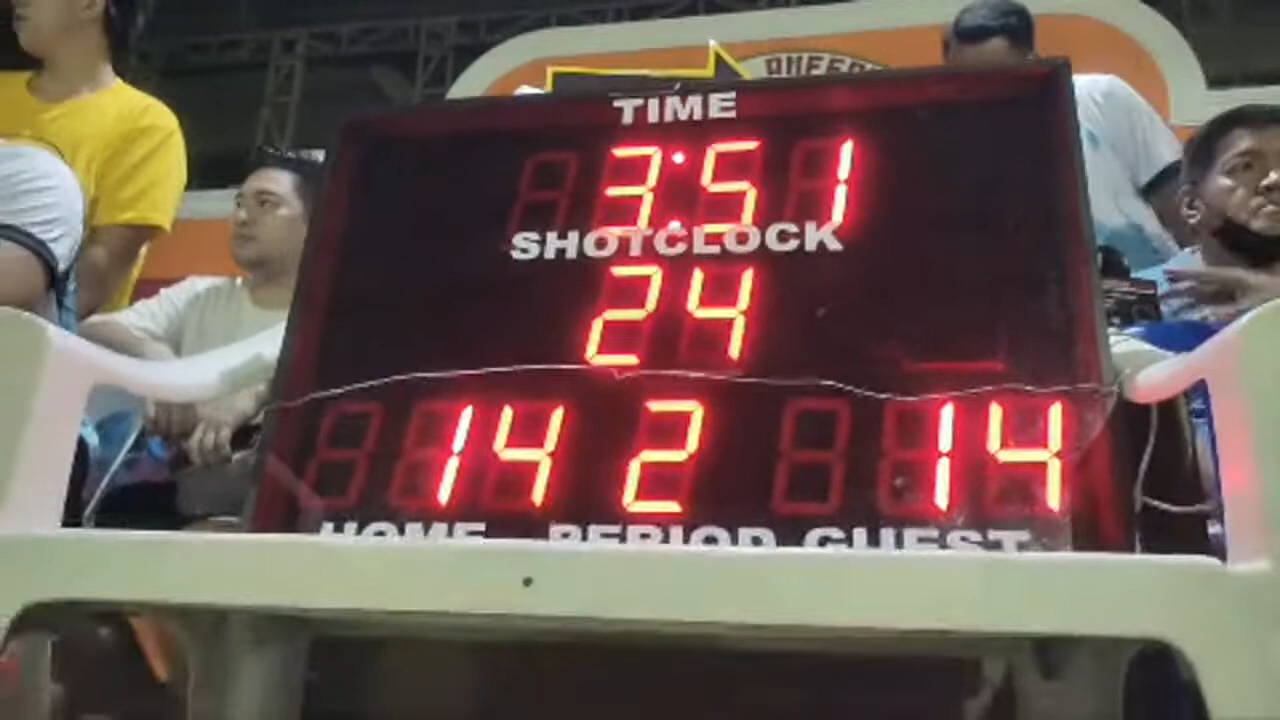 TIME
3:51
SHOTCLOCK
24
14 2 14
HOME PERIOD GUEST